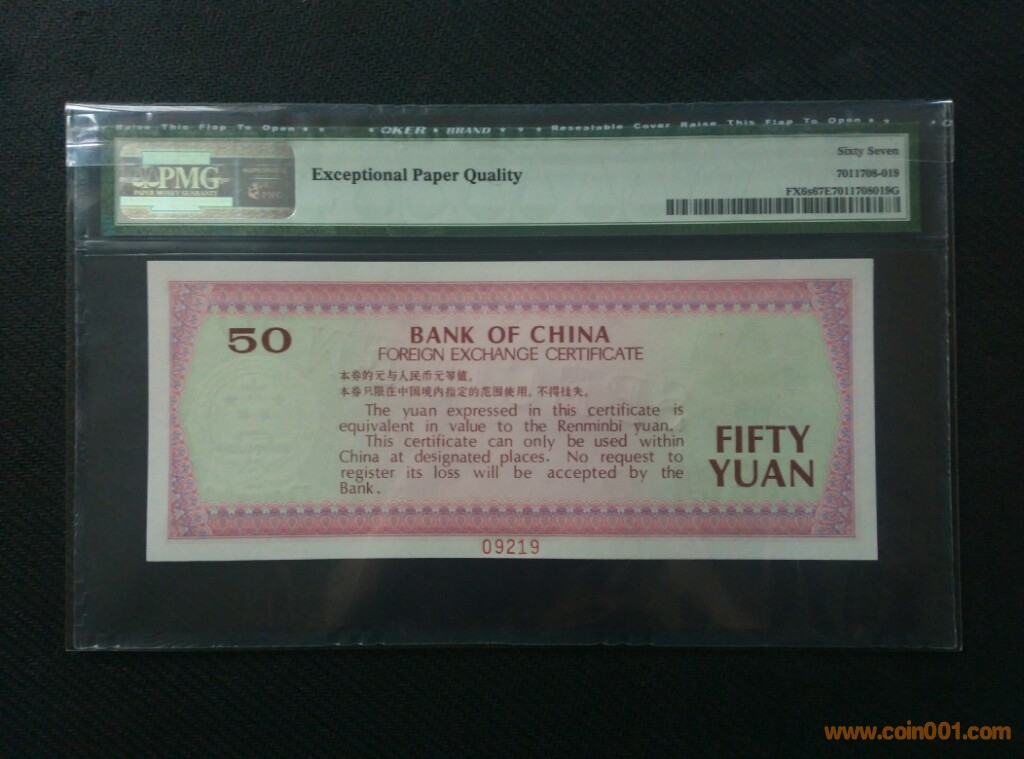 Raise This Flap To Open • • • • OKER • BRAND • • • Resealable Cover Raise This Flap To Open • •
PMG
PAPER MONEY GUARANTY
PMG
Exceptional Paper Quality
Sixty Seven
7011708-019
FX6s67E7011708019G
50
BANK OF CHINA
FOREIGN EXCHANGE CERTIFICATE
本券的元与人民币元等值。
本券只限在中国境内指定的范围使用。不得挂失。
The yuan expressed in this certificate is
equivalent in value to the Renminbi yuan.
This certificate can only be used within
China at designated places. No request to
register its loss will be accepted by the
Bank.
FIFTY
YUAN
09219
www.coin001.com